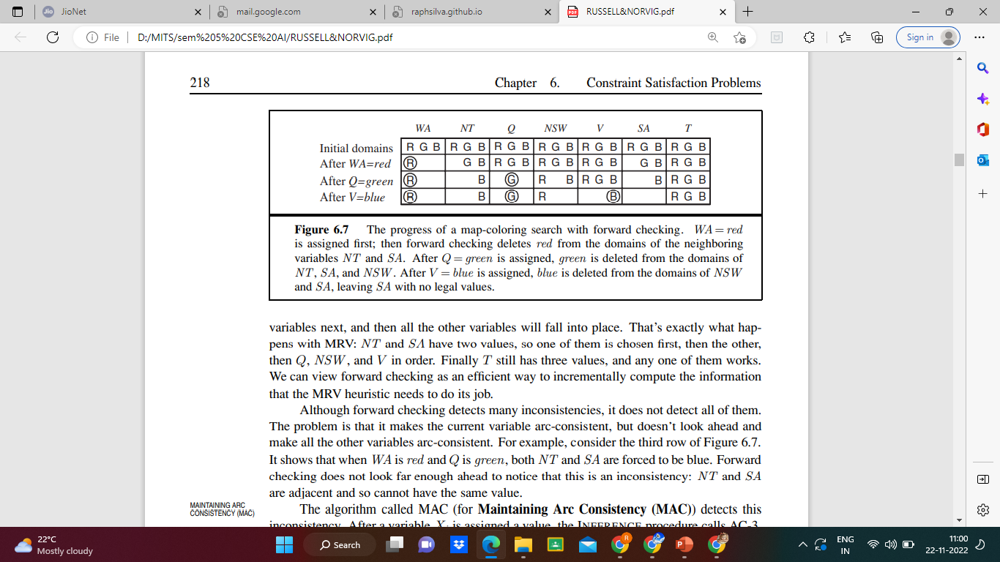 JioNet
mail.google.com
raphsilva.github.io
RUSSELL&NORVIG.pdf
File
D:/MITS/sem%205%20CSE%20AI/RUSSELL&NORVIG.pdf
Sign in
218 Chapter 6. Constraint Satisfaction Problems
WA NT Q NSW V SA T
Initial domains R G B R G B R G B R G B R G B R G B R G B
After WA=red R G B R G B R G B R G B G B R G B
After Q=green R B G R B R G B B R G B
After V=blue R B G R B R G B
Figure 6.7 The progress of a map-coloring search with forward checking. WA = red
is assigned first; then forward checking deletes red from the domains of the neighboring
variables NT and SA. After Q = green is assigned, green is deleted from the domains of
NT, SA, and NSW. After V = blue is assigned, blue is deleted from the domains of NSW
and SA, leaving SA with no legal values.
variables next, and then all the other variables will fall into place. That's exactly what hap-
pens with MRV: NT and SA have two values, so one of them is chosen first, then the other,
then Q, NSW, and V in order. Finally T still has three values, and any one of them works.
We can view forward checking as an efficient way to incrementally compute the information
that the MRV heuristic needs to do its job.
Although forward checking detects many inconsistencies, it does not detect all of them.
The problem is that it makes the current variable arc-consistent, but doesn't look ahead and
make all the other variables arc-consistent. For example, consider the third row of Figure 6.7.
It shows that when WA is red and Q is green, both NT and SA are forced to be blue. Forward
checking does not look far enough ahead to notice that this is an inconsistency: NT and SA
are adjacent and so cannot have the same value.
MAINTAINING ARC
CONSISTENCY (MAC)
The algorithm called MAC (for Maintaining Arc Consistency (MAC)) detects this
inconsistency. After a variable Xi is assigned a value, the INFERENCE procedure calls AC-3,
22°C
Mostly cloudy
Search
ENG
IN
11:00
22-11-2022